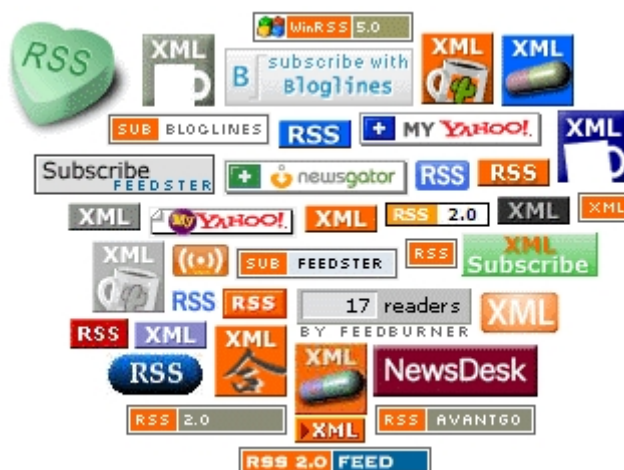 WinRSS 5.0
RSS
XML
subscribe with
Bloglines
XML
XML
SUB BLOGLINES
RSS
MY YAHOO!
XML
Subscribe
FEEDSTER
newsgator
RSS
RSS
XML
My YAHOO!
XML
RSS 2.0
XML
XML
XML
SUB FEEDSTER
RSS
XML
Subscribe
RSS
RSS
17 readers
BY FEEDBURNER
XML
RSS
XML
XML
合
RSS
XML
NewsDesk
RSS 2.0
XML
RSS AVANTGO
RSS 2.0 FEED